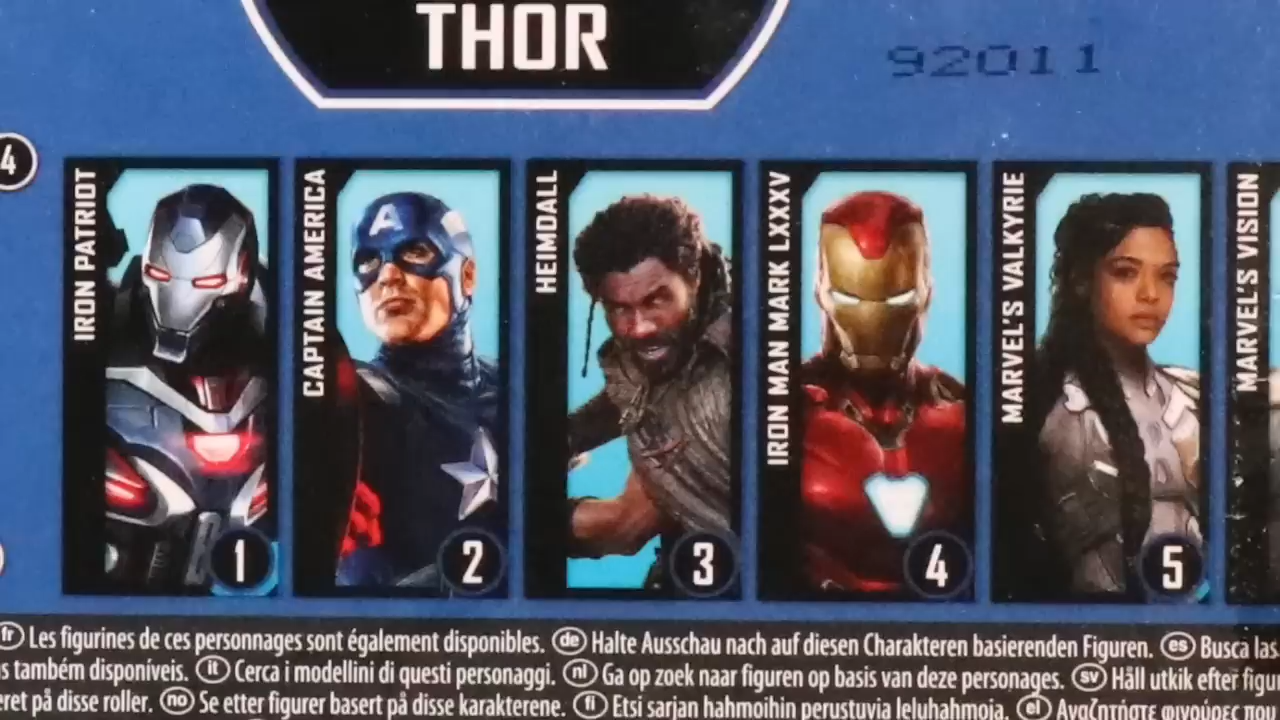 THOR
92011
4
IRON PATRIOT
1
CAPTAIN AMERICA
A
2
HEIMDALL
3
IRON MAN MARK LXXXV
4
MARVEL'S VALKYRIE
5
MARVEL'S VISION
fr Les figurines de ces personnages sont également disponibles. de Halte Ausschau nach auf diesen Charakteren basierenden Figuren. es Busca las
s também disponíveis. it Cerca i modellini di questi personaggi. nl Ga op zoek naar figuren op basis van deze personages. sv Håll utkik efter figu
eret på disse roller. no Se etter figurer basert på disse karakterene. fi Etsi sarjan hahmoihin perustuvia leluhahmoja. el Αναζητήστε φιγούρες που